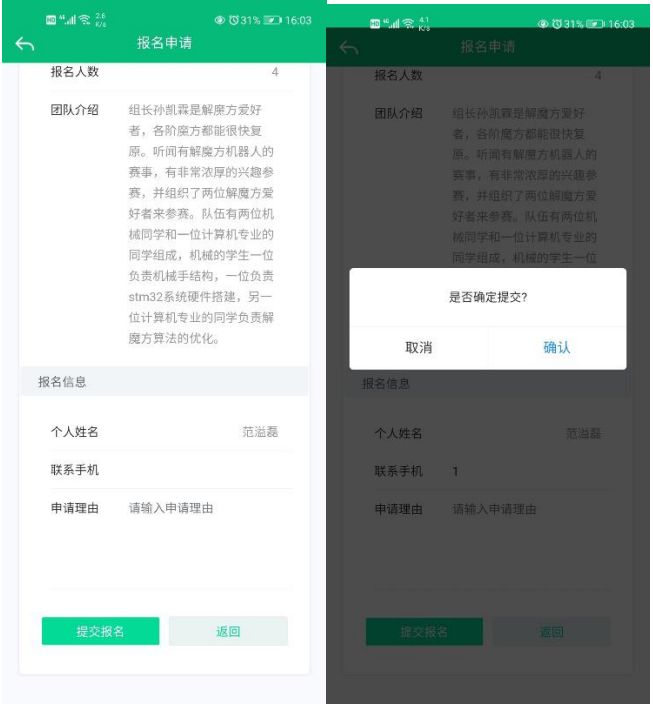 HD 4G 2.6 K/s 31% 16:03
报名申请
报名人数 4
团队介绍 组长孙凯霖是解魔方爱好
者，各阶魔方都能很快复
原。听闻有解魔方机器人的
赛事，有非常浓厚的兴趣参
赛，并组织了两位解魔方爱
好者来参赛。队伍有两位机
械同学和一位计算机专业的
同学组成，机械的学生一位
负责机械手结构，一位负责
stm32系统硬件搭建，另一
位计算机专业的同学负责解
魔方算法的优化。
报名信息
个人姓名 范溢磊
联系手机
申请理由 请输入申请理由
提交报名 返回
HD 4G 4.1 K/s 31% 16:03
报名申请
报名人数 4
团队介绍 组长孙凯霖是解魔方爱好
者，各阶魔方都能很快复
原。听闻有解魔方机器人的
赛事，有非常浓厚的兴趣参
赛，并组织了两位解魔方爱
好者来参赛。队伍有两位机
械同学和一位计算机专业的
同学组成，机械的学生一位
是否确定提交?
取消 确认
报名信息
个人姓名 范溢磊
联系手机 1
申请理由 请输入申请理由
提交报名 返回